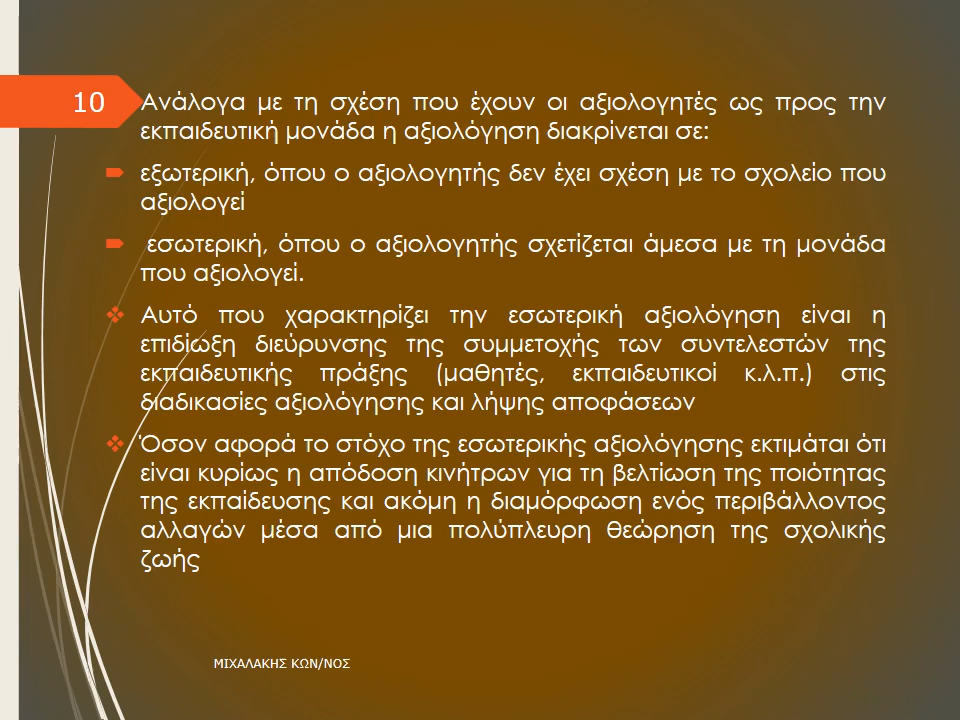 10
Ανάλογα με τη σχέση που έχουν οι αξιολογητές ως προς την
εκπαιδευτική μονάδα η αξιολόγηση διακρίνεται σε:
εξωτερική, όπου ο αξιολογητής δεν έχει σχέση με το σχολείο που
αξιολογεί
εσωτερική, όπου ο αξιολογητής σχετίζεται άμεσα με τη μονάδα
που αξιολογεί.
❖ Αυτό που χαρακτηρίζει την εσωτερική αξιολόγηση είναι η
επιδίωξη διεύρυνσης της συμμετοχής των συντελεστών της
εκπαιδευτικής πράξης (μαθητές, εκπαιδευτικοί κ.λ.π.) στις
διαδικασίες αξιολόγησης και λήψης αποφάσεων
❖ Όσον αφορά το στόχο της εσωτερικής αξιολόγησης εκτιμάται ότι
είναι κυρίως η απόδοση κινήτρων για τη βελτίωση της ποιότητας
της εκπαίδευσης και ακόμη η διαμόρφωση ενός περιβάλλοντος
αλλαγών μέσα από μια πολύπλευρη θεώρηση της σχολικής
ζωής
ΜΙΧΑΛΑΚΗΣ ΚΩΝ/ΝΟΣ